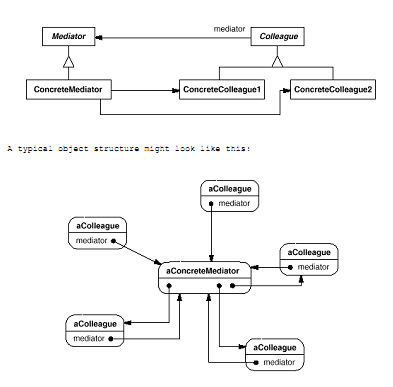 mediator
Mediator
Colleague
ConcreteMediator
ConcreteColleague1
ConcreteColleague2
A typical object structure might look like this:
aColleague
mediator
aColleague
mediator
aColleague
mediator
aConcreteMediator
aColleague
mediator
aColleague
mediator